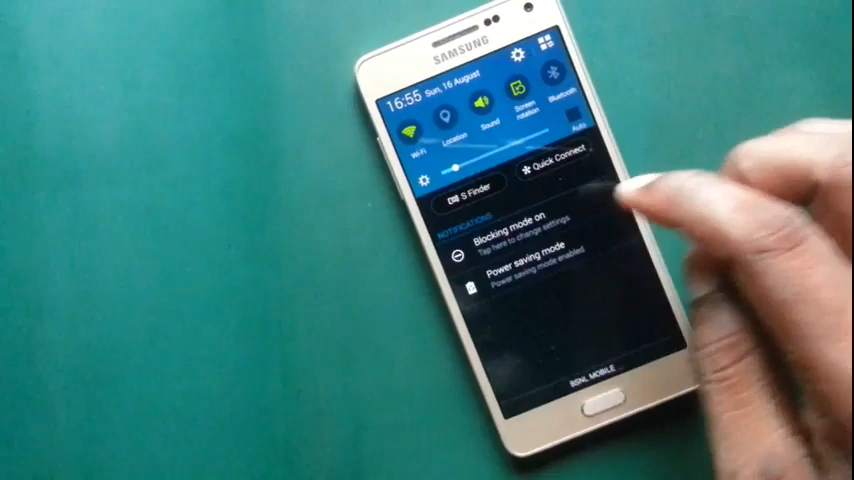 SAMSUNG
16:55 Sun, 16 August
Wi-Fi
Location
Sound
Screen
rotation
Bluetooth
Auto
S Finder
Quick Connect
NOTIFICATIONS
Blocking mode on
Tap here to change settings
Power saving mode
Power saving mode enabled
BSNL MOBILE